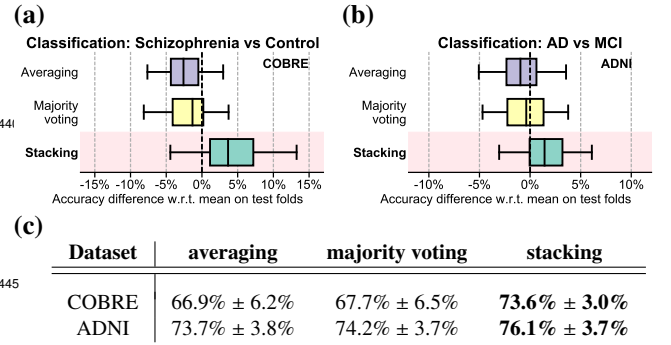 (a)
Classification: Schizophrenia vs Control
COBRE
Averaging
Majority
voting
Stacking
-15% -10% -5% 0% 5% 10% 15%
Accuracy difference w.r.t. mean on test folds
(b)
Classification: AD vs MCI
ADNI
Averaging
Majority
voting
Stacking
-10% -5% 0% 5% 10%
Accuracy difference w.r.t. mean on test folds
(c)
Dataset averaging majority voting stacking
445
COBRE 66.9% ± 6.2% 67.7% ± 6.5% 73.6% ± 3.0%
ADNI 73.7% ± 3.8% 74.2% ± 3.7% 76.1% ± 3.7%